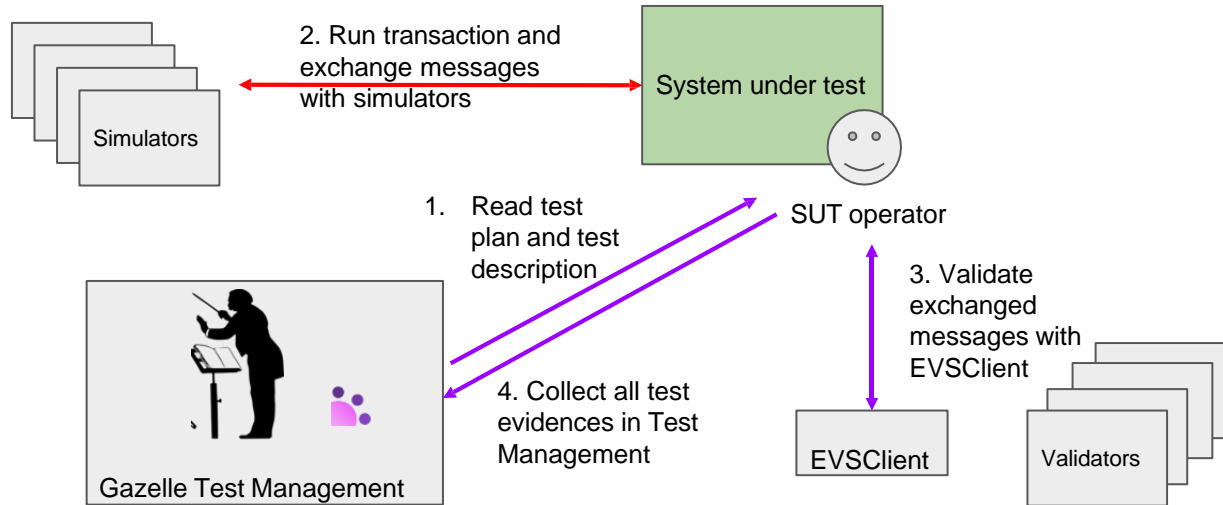 2. Run transaction and
exchange messages
with simulators
System under test
Simulators
1. Read test
plan and test
description
SUT operator
3. Validate
exchanged
messages with
EVSClient
4. Collect all test
evidences in Test
Management
EVSClient
Validators
Gazelle Test Management